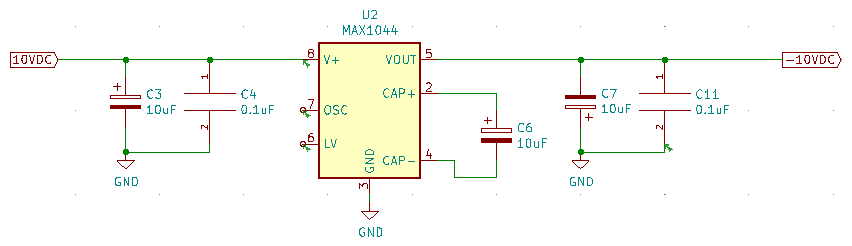 U2
MAX1044
10VDC
8
V+
VOUT
5
-10VDC
+
C3
10uF
1
C4
0.1uF
2
7
OSC
CAP+
2
6
LV
CAP-
4
GND
3
+
C6
10uF
C7
10uF
+
1
C11
0.1uF
2
GND
GND
GND